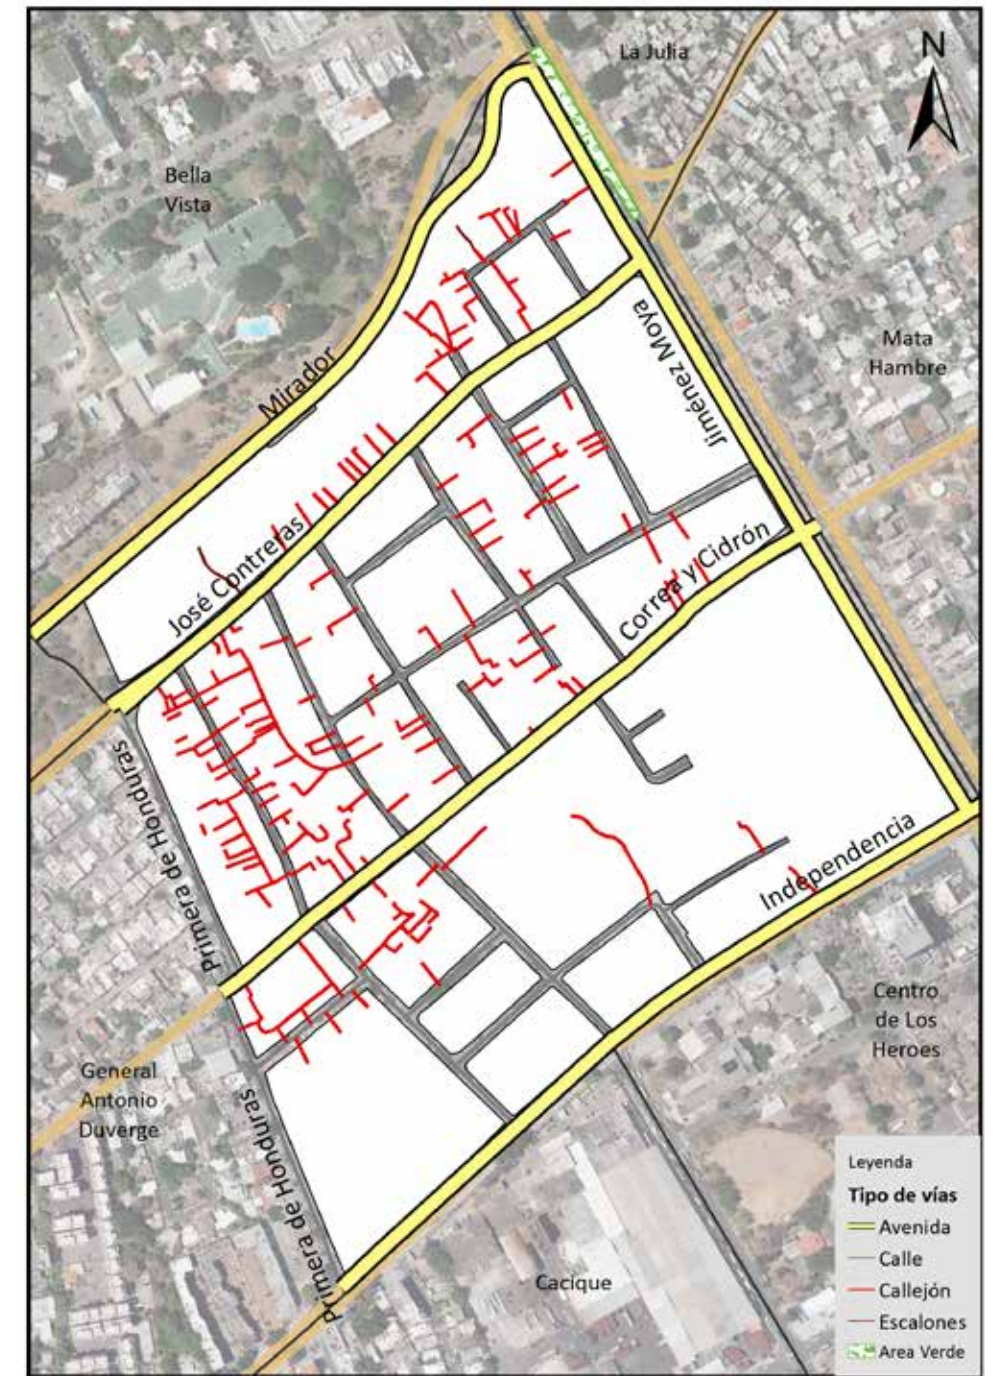 La Julia
N
Bella
Vista
Mata
Hambre
Mirador
Jiménez Moya
José Contreras
Correa y Cidrón
Primera de Honduras
Independencia
Centro
de Los
Heroes
General
Antonio
Duverge
Primera de Honduras
Cacique
Leyenda
Tipo de vías
Avenida
Calle
Callejón
Escalones
Area Verde